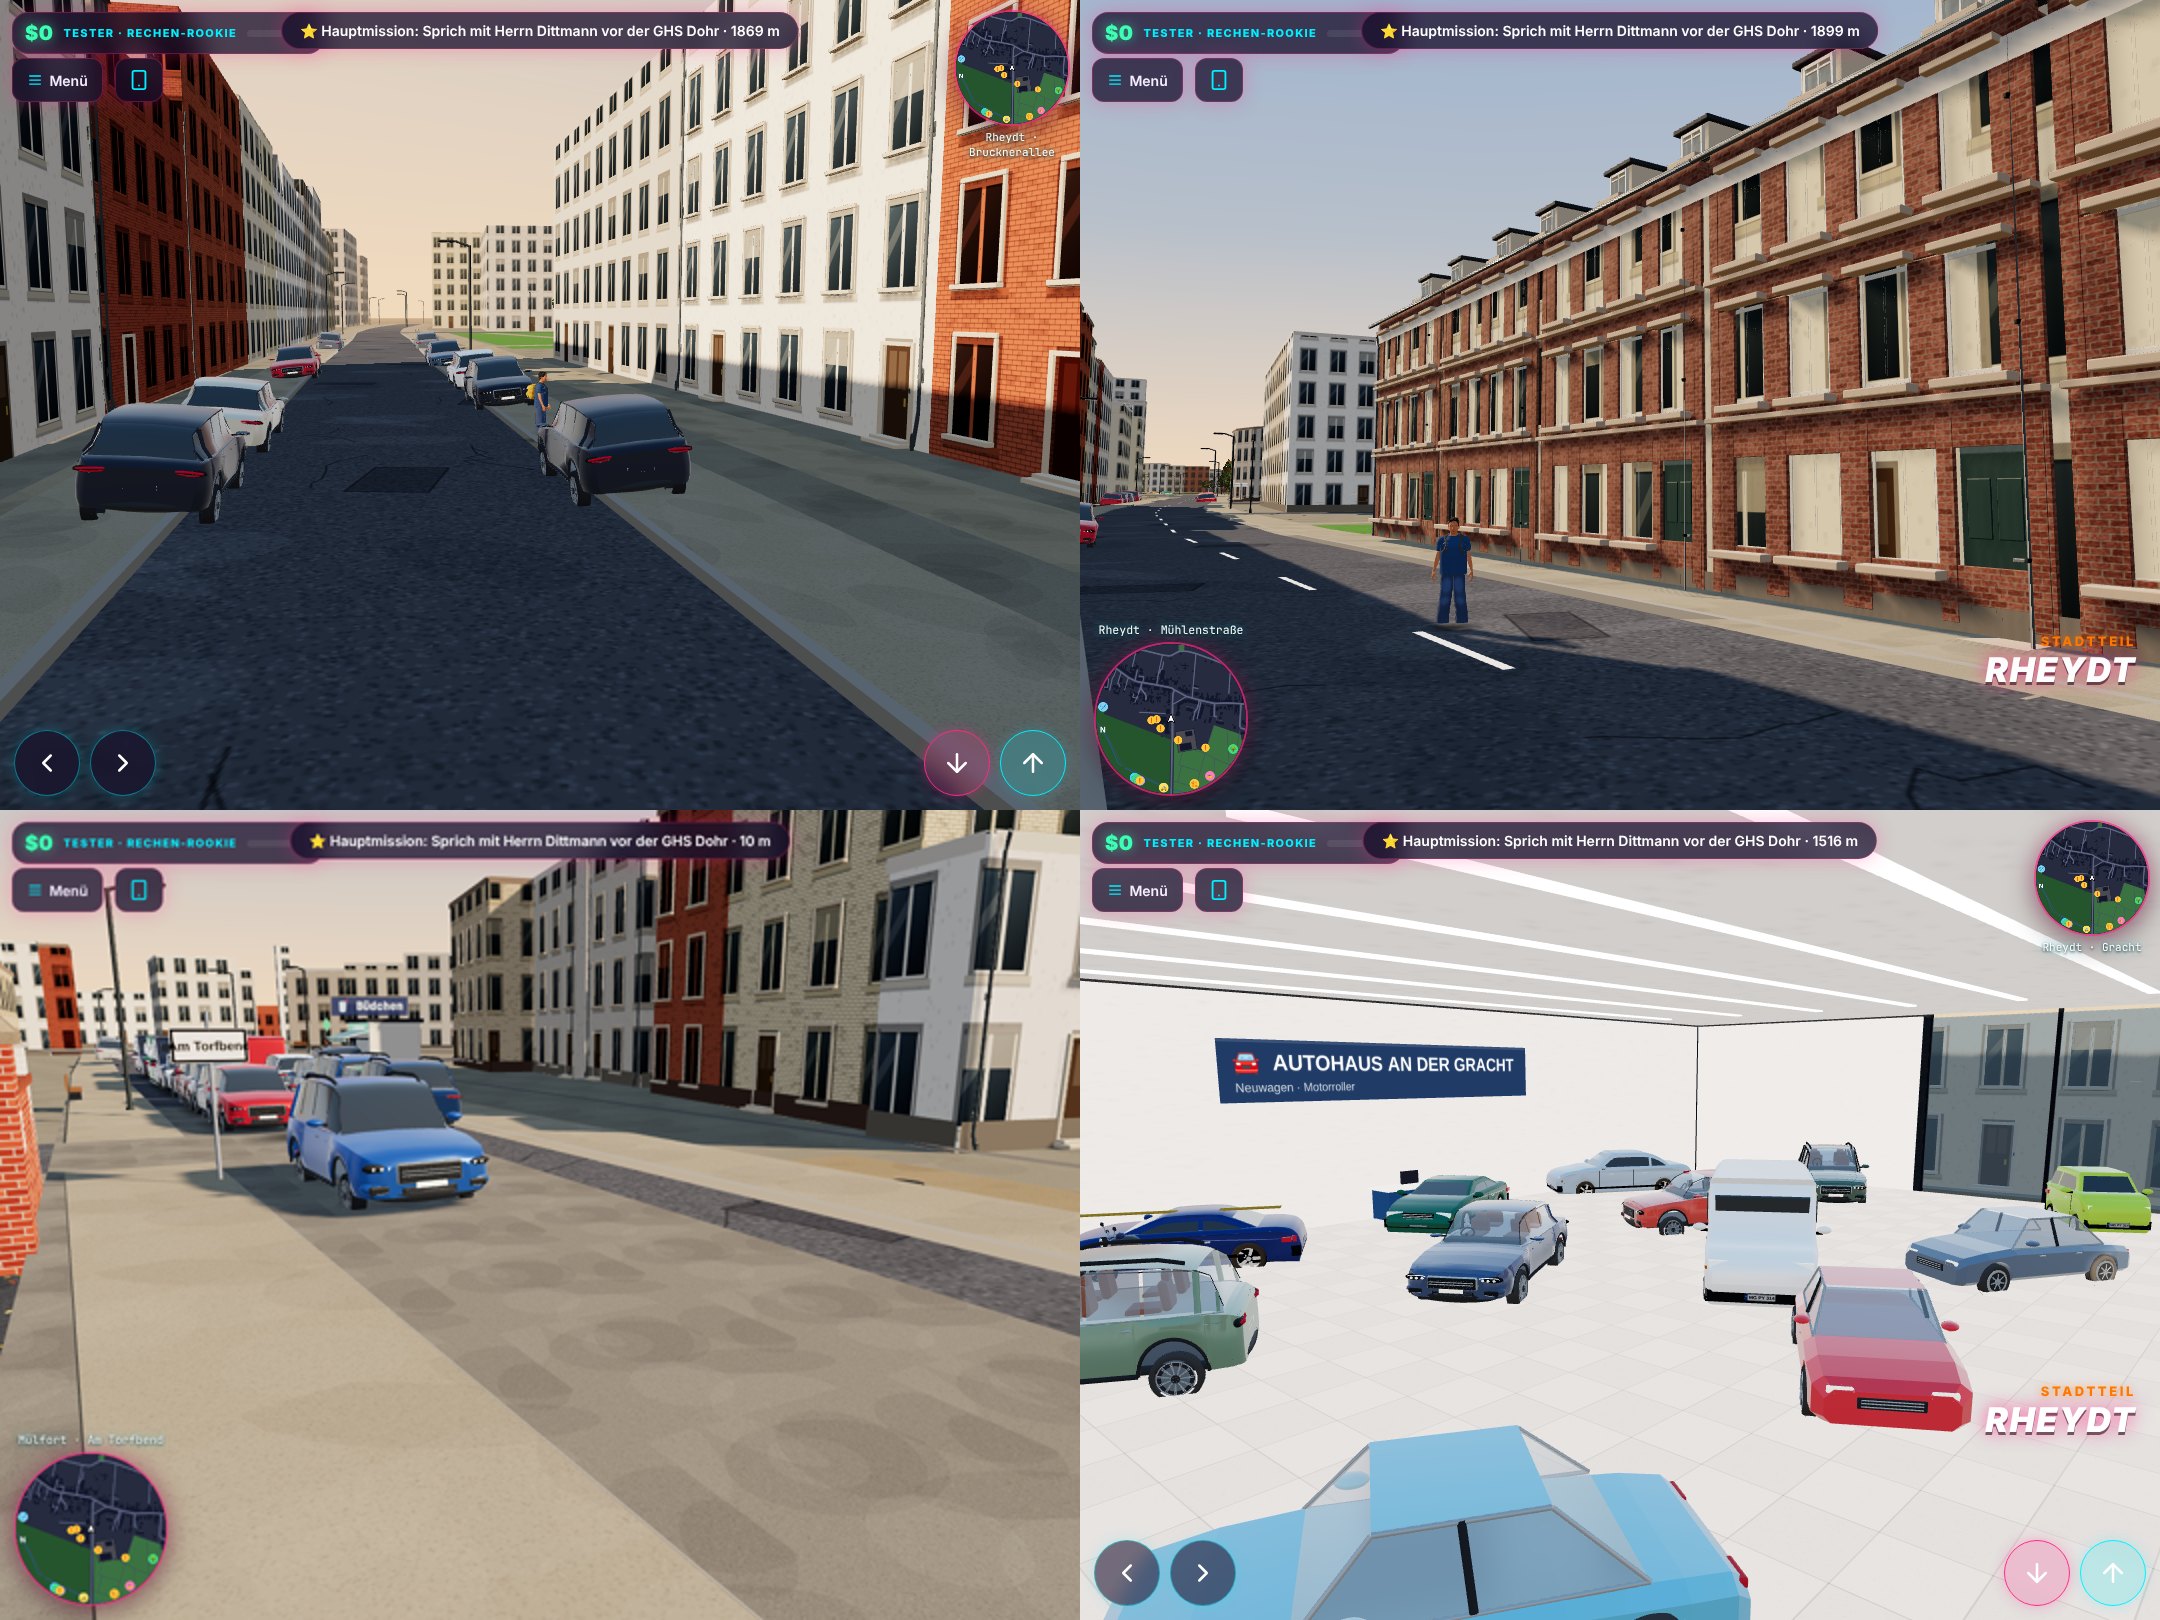 $0 TESTER · RECHEN-ROOKIE
⭐ Hauptmission: Sprich mit Herrn Dittmann vor der GHS Dohr · 1869 m
Menü
N
Rheydt ·
Brucknerallee
$0 TESTER · RECHEN-ROOKIE
⭐ Hauptmission: Sprich mit Herrn Dittmann vor der GHS Dohr · 1899 m
Menü
Rheydt · Mühlenstraße
N
STADTTEIL
RHEYDT
$0 TESTER · RECHEN-ROOKIE
⭐ Hauptmission: Sprich mit Herrn Dittmann vor der GHS Dohr · 10 m
Menü
Büdchen
Am Torfbend
Mülfort · Am Torfbend
N
$0 TESTER · RECHEN-ROOKIE
⭐ Hauptmission: Sprich mit Herrn Dittmann vor der GHS Dohr · 1516 m
Menü
N
Rheydt · Gracht
AUTOHAUS AN DER GRACHT
Neuwagen · Motorroller
STADTTEIL
RHEYDT